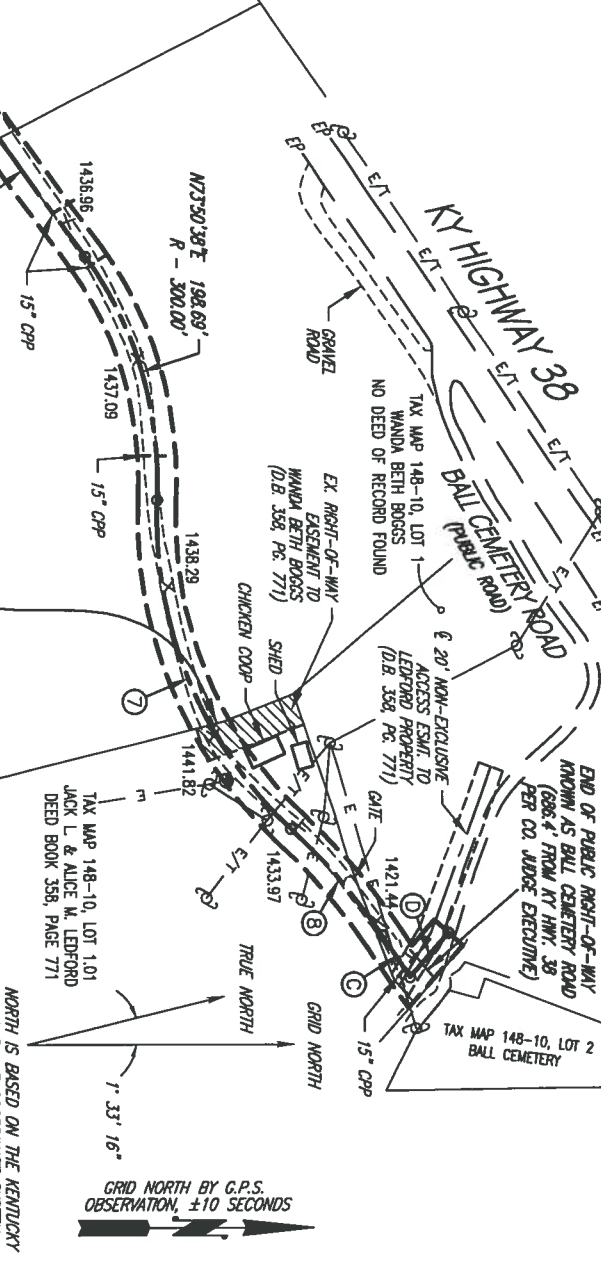 KY HIGHWAY 38
EP
EP
E/T
E/T
E/T
E/T
GRAVEL
ROAD
N73°50'38"E 198.69'
R - 300.00'
1436.96
15" CPP
1437.09
15" CPP
1438.29
TAX MAP 148-10, LOT 1
WANDA BETH BOGGS
NO DEED OF RECORD FOUND
BALL CEMETERY ROAD
(PUBLIC ROAD)
E
EX. RIGHT-OF-WAY
EASEMENT TO
WANDA BETH BOGGS
(D.B. 358, PG. 771)
℄ 20' NON-EXCLUSIVE
ACCESS ESMT. TO
LEDFORD PROPERTY
(D.B. 358, PG. 771)
CHICKEN COOP
SHED
GATE
E
E
E
7
1441.82
E
E/T
1433.97
8
1421.44
D
C
15" CPP
END OF PUBLIC RIGHT-OF-WAY
KNOWN AS BALL CEMETERY ROAD
(686.4' FROM KY HWY. 38
PER CO. JUDGE EXECUTIVE)
TAX MAP 148-10, LOT 2
BALL CEMETERY
TAX MAP 148-10, LOT 1.01
JACK L. & ALICE M. LEDFORD
DEED BOOK 358, PAGE 771
TRUE NORTH
GRID NORTH
1° 33' 16"
NORTH IS BASED ON THE KENTUCKY
GRID NORTH BY G.P.S.
OBSERVATION, ±10 SECONDS